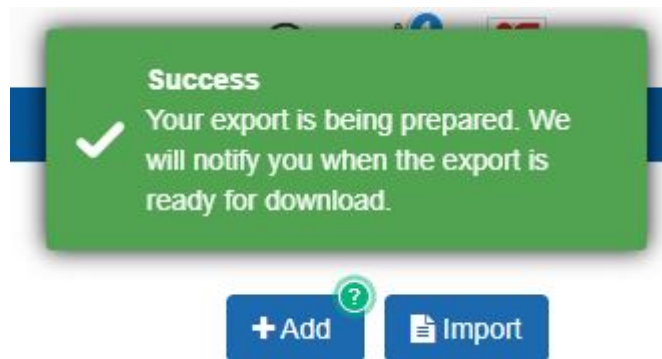 Success
Your export is being prepared. We
will notify you when the export is
ready for download.
?
+ Add
Import